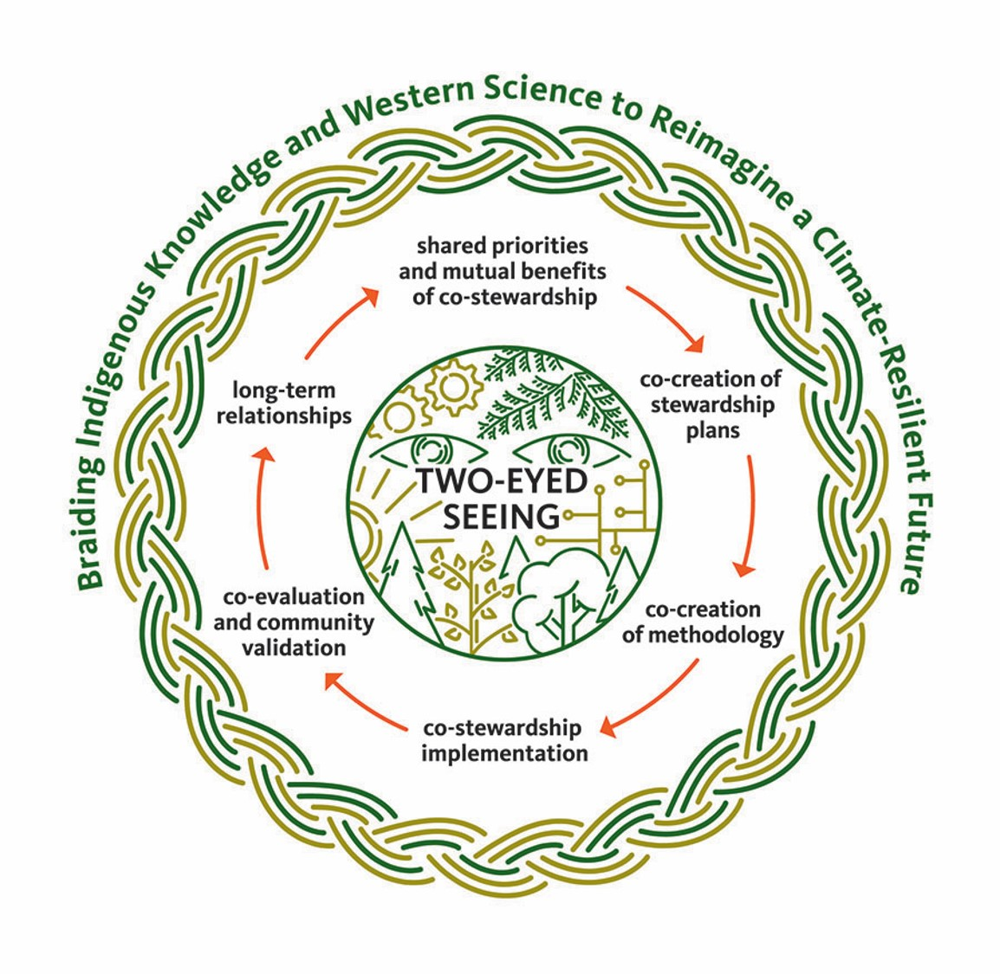 Braiding Indigenous Knowledge and Western Science to Reimagine a Climate-Resilient Future
shared priorities
and mutual benefits
of co-stewardship
co-creation of
stewardship
plans
co-creation
of methodology
co-stewardship
implementation
co-evaluation
and community
validation
long-term
relationships
TWO-EYED
SEEING